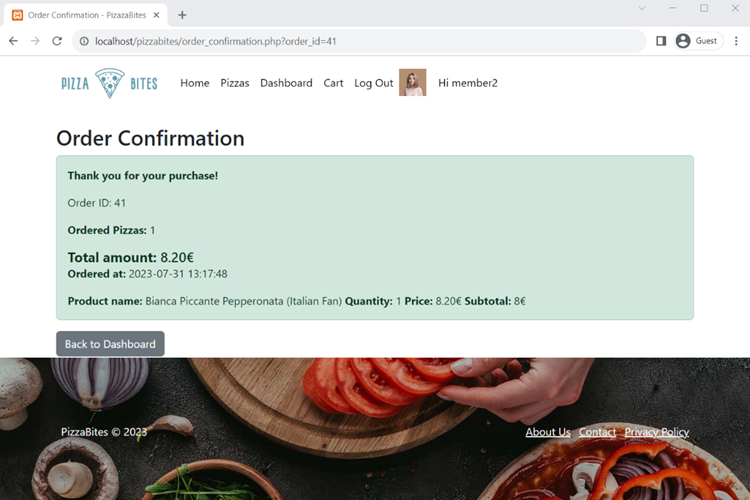 Order Confirmation - PizazaBites
localhost/pizzabites/order_confirmation.php?order_id=41
Guest
PIZZA BITES
Home Pizzas Dashboard Cart Log Out Hi member2
Order Confirmation
Thank you for your purchase!
Order ID: 41
Ordered Pizzas: 1
Total amount: 8.20€
Ordered at: 2023-07-31 13:17:48
Product name: Bianca Piccante Pepperonata (Italian Fan) Quantity: 1 Price: 8.20€ Subtotal: 8€
Back to Dashboard
PizzaBites © 2023 About Us Contact Privacy Policy